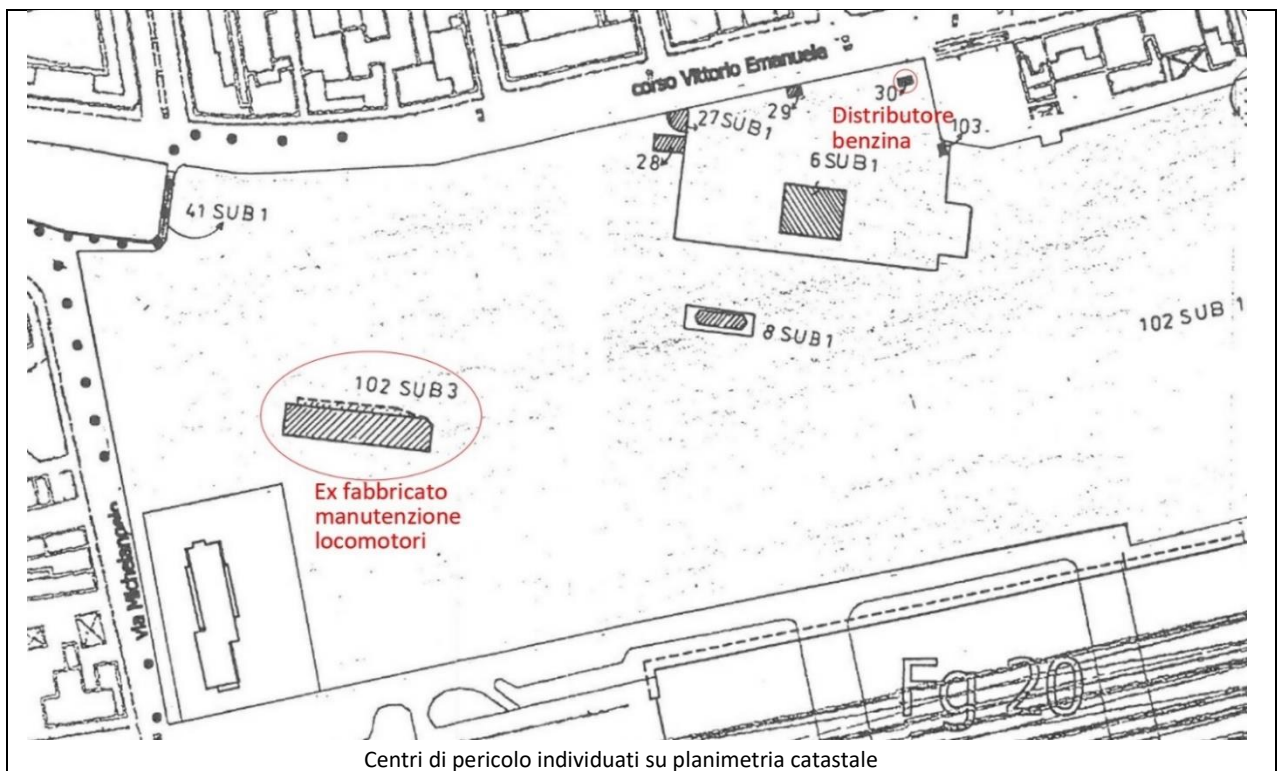 corso Vittorio Emanuele
30
Distributore
benzina
29
27 SUB 1
28
103
6 SUB 1
41 SUB 1
8 SUB 1
102 SUB 1
102 SUB 3
Ex fabbricato
manutenzione
locomotori
via Michelangelo
Fg 20
Centri di pericolo individuati su planimetria catastale